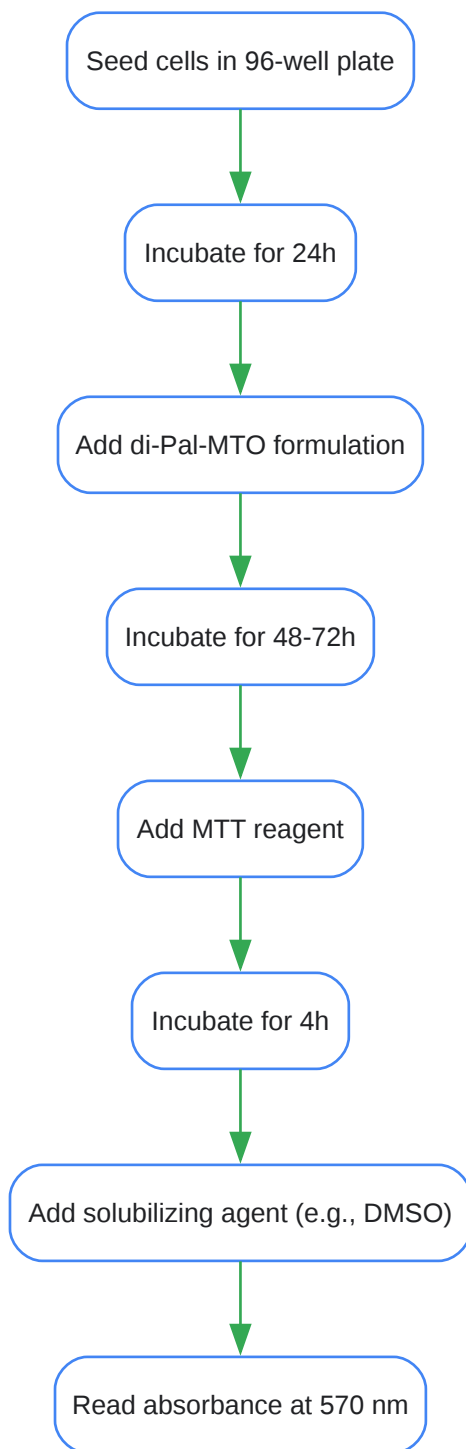 Seed cells in 96-well plate
Incubate for 24h
Add di-Pal-MTO formulation
Incubate for 48-72h
Add MTT reagent
Incubate for 4h
Add solubilizing agent (e.g., DMSO)
Read absorbance at 570 nm